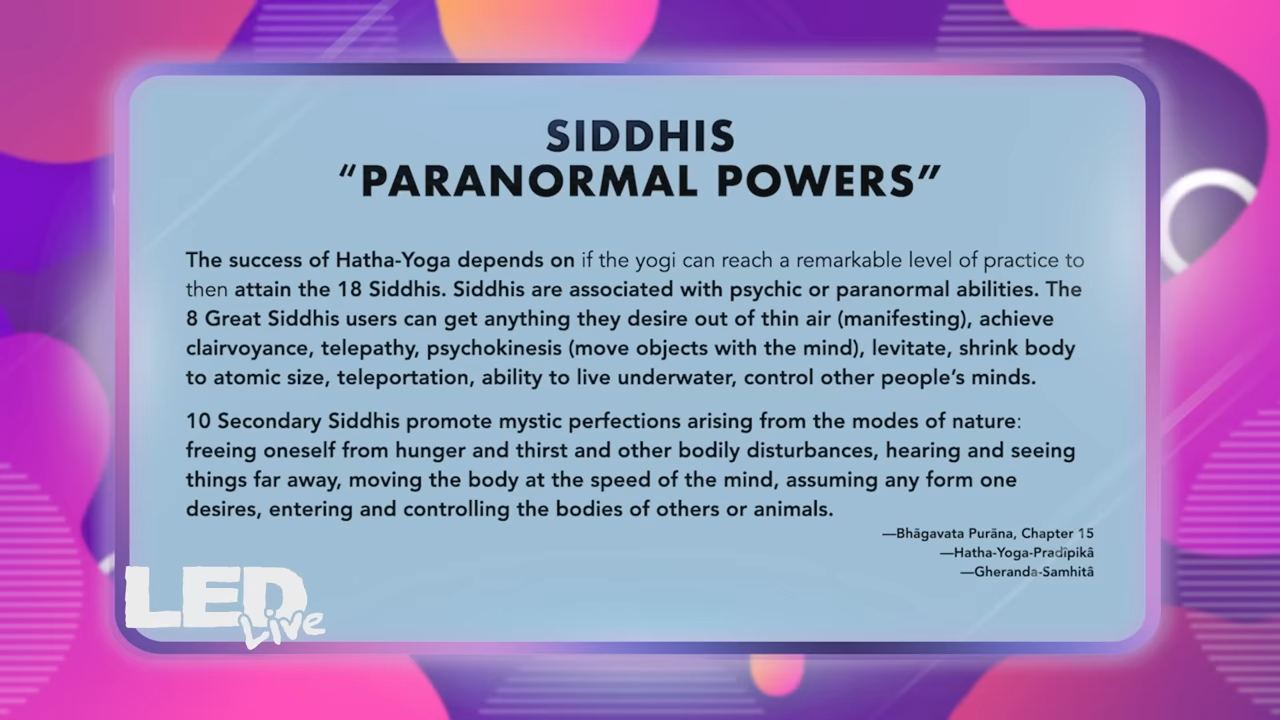 SIDDHIS
“PARANORMAL POWERS”
The success of Hatha-Yoga depends on if the yogi can reach a remarkable level of practice to
then attain the 18 Siddhis. Siddhis are associated with psychic or paranormal abilities. The
8 Great Siddhis users can get anything they desire out of thin air (manifesting), achieve
clairvoyance, telepathy, psychokinesis (move objects with the mind), levitate, shrink body
to atomic size, teleportation, ability to live underwater, control other people’s minds.
10 Secondary Siddhis promote mystic perfections arising from the modes of nature:
freeing oneself from hunger and thirst and other bodily disturbances, hearing and seeing
things far away, moving the body at the speed of the mind, assuming any form one
desires, entering and controlling the bodies of others or animals.
—Bhāgavata Purāna, Chapter 15
—Hatha-Yoga-Pradîpikâ
—Gheranda-Samhitâ
LED
Live